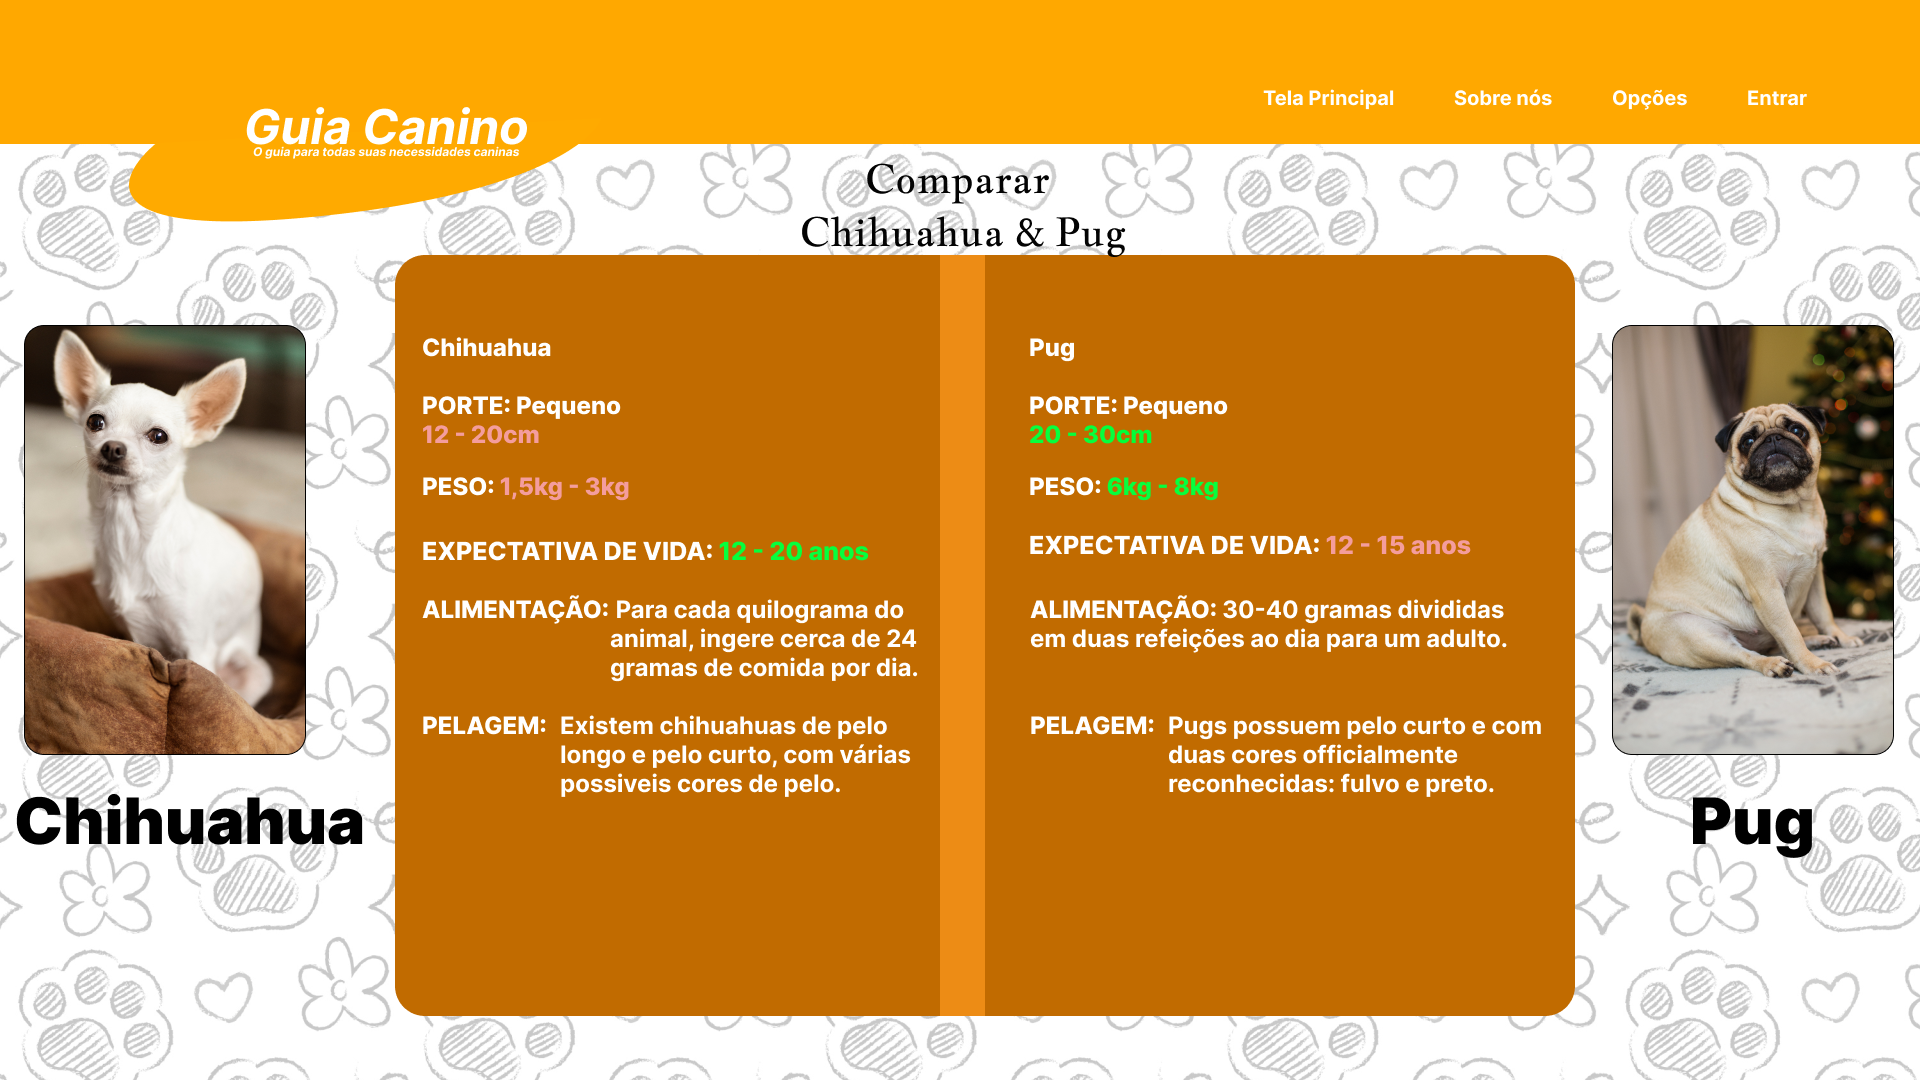 Guia Canino
O guia para todas suas necessidades caninas
Tela Principal
Sobre nós
Opções
Entrar
Comparar
Chihuahua & Pug
Chihuahua
PORTE: Pequeno
12 - 20cm
PESO: 1,5kg - 3kg
EXPECTATIVA DE VIDA: 12 - 20 anos
ALIMENTAÇÃO: Para cada quilograma do
animal, ingere cerca de 24
gramas de comida por dia.
PELAGEM: Existem chihuahuas de pelo
longo e pelo curto, com várias
possiveis cores de pelo.
Pug
PORTE: Pequeno
20 - 30cm
PESO: 6kg - 8kg
EXPECTATIVA DE VIDA: 12 - 15 anos
ALIMENTAÇÃO: 30-40 gramas divididas
em duas refeições ao dia para um adulto.
PELAGEM: Pugs possuem pelo curto e com
duas cores officialmente
reconhecidas: fulvo e preto.
Chihuahua
Pug